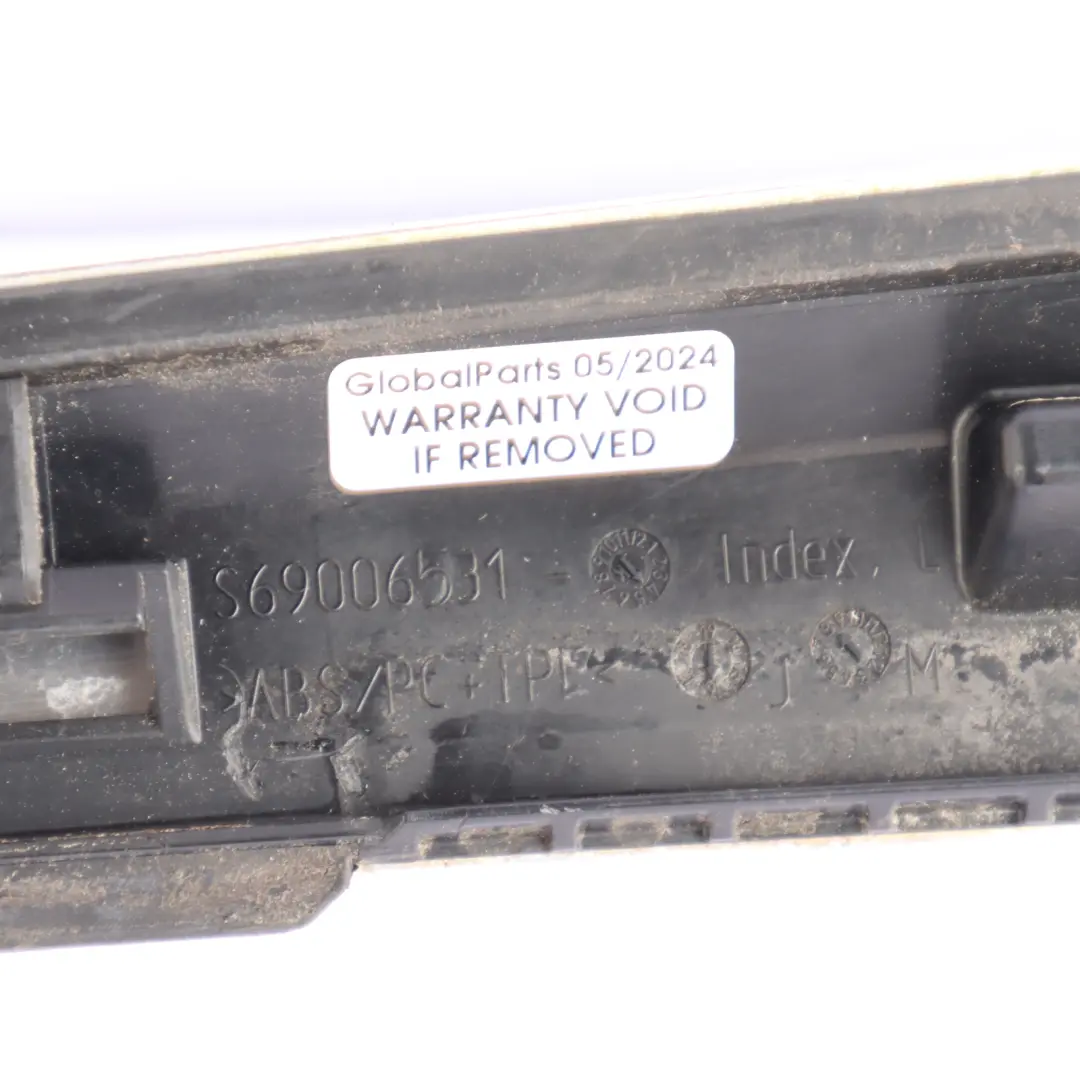 GlobalParts 05/2024
WARRANTY VOID
IF REMOVED
S69006531 - Index. L
>ABS/PC+TPE< J M